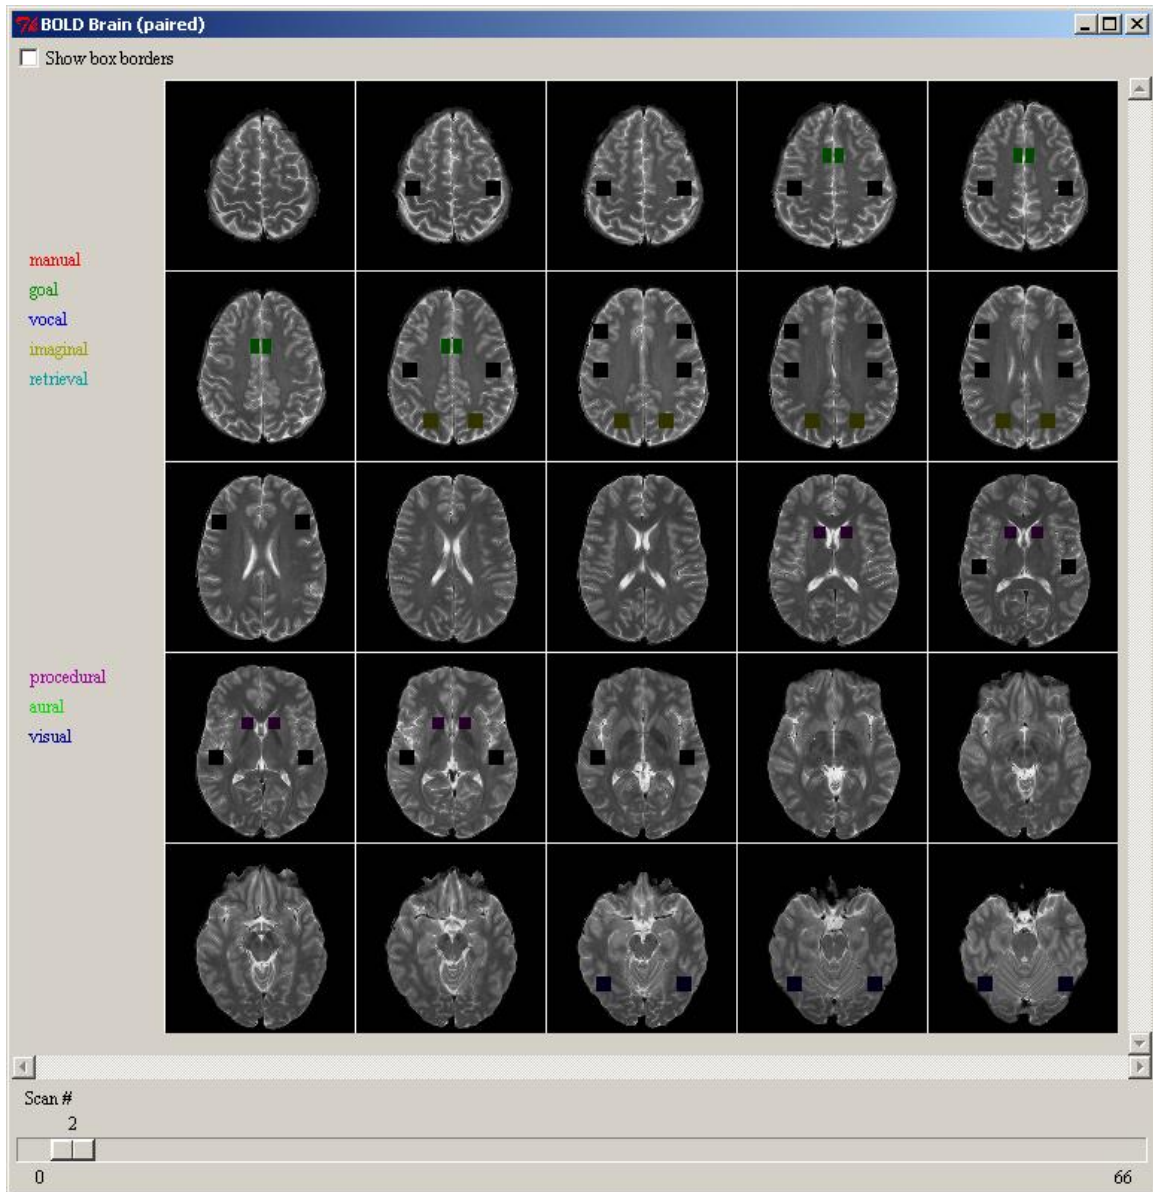 BOLD Brain (paired)
Show box borders
manual
goal
vocal
imaginal
retrieval
procedural
aural
visual
Scan #
2
0
66